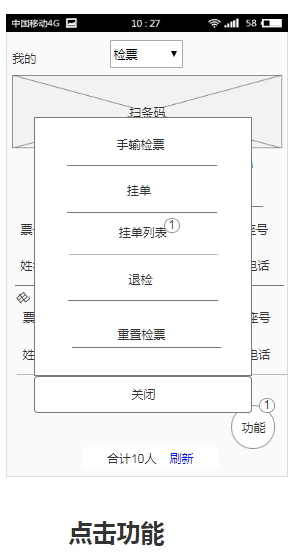 中国移动4G 10:27 58
我的 检票 ▼
扫条码
手输检票
挂单
挂单列表 1
票 座号
退检
姓 电话
票 座号
重置检票
姓 电话
关闭
1
功能
合计10人 刷新
点击功能